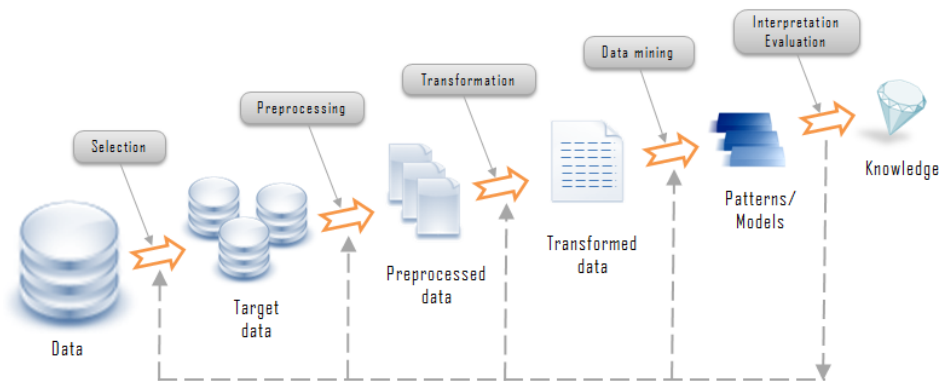 Interpretation
Evaluation
Data mining
Transformation
Preprocessing
Selection
Knowledge
Patterns/
Models
Transformed
data
Preprocessed
data
Target
data
Data